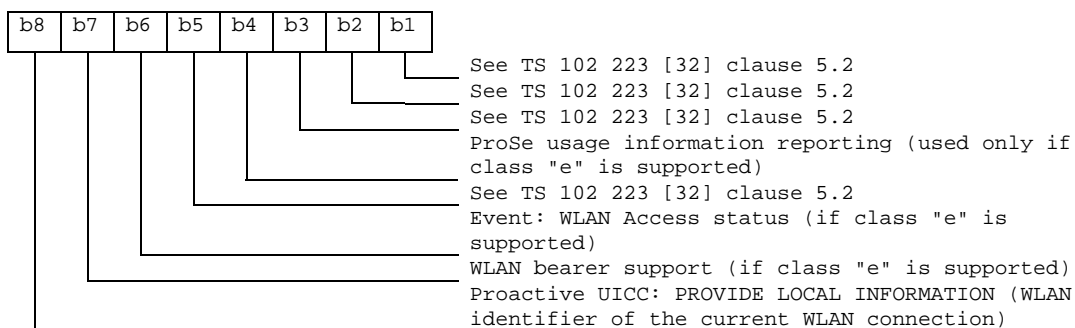 b8 b7 b6 b5 b4 b3 b2 b1
See TS 102 223 [32] clause 5.2
See TS 102 223 [32] clause 5.2
See TS 102 223 [32] clause 5.2
ProSe usage information reporting (used only if
class "e" is supported)
See TS 102 223 [32] clause 5.2
Event: WLAN Access status (if class "e" is
supported)
WLAN bearer support (if class "e" is supported)
Proactive UICC: PROVIDE LOCAL INFORMATION (WLAN
identifier of the current WLAN connection)